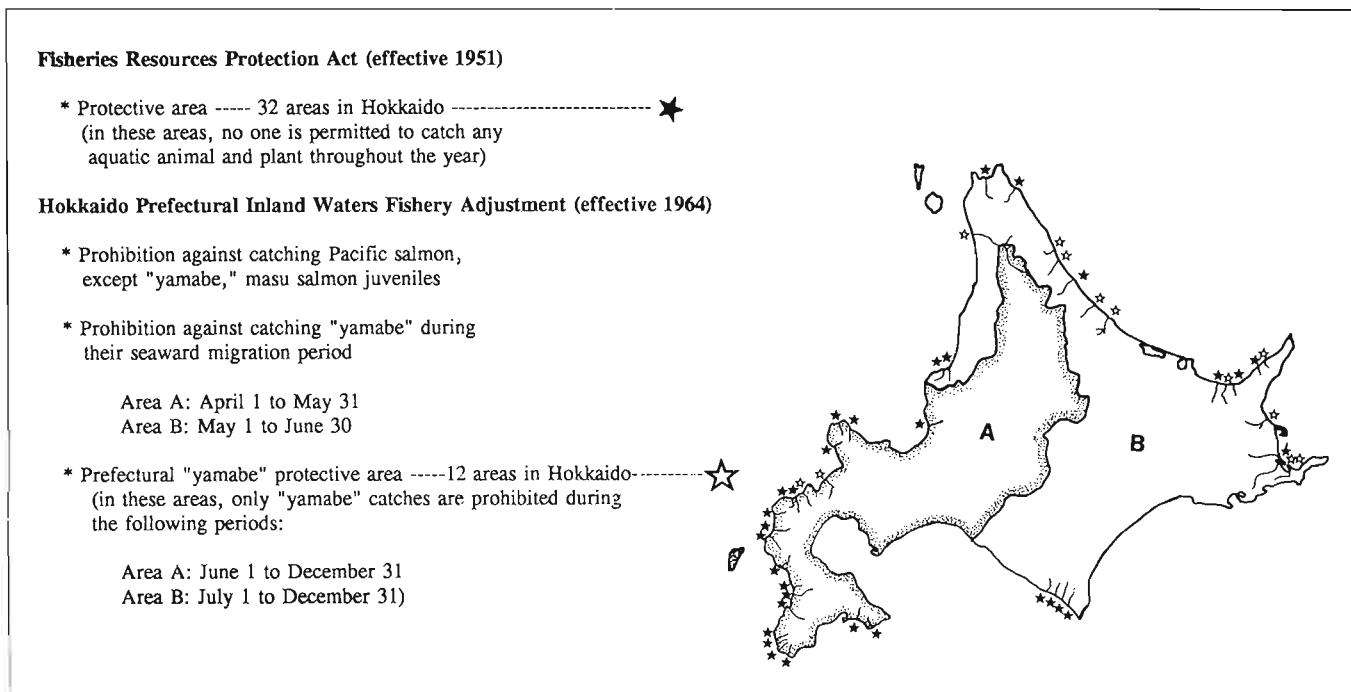 Fisheries Resources Protection Act (effective 1951)
* Protective area ----- 32 areas in Hokkaido ---------------------------- ★
(in these areas, no one is permitted to catch any
aquatic animal and plant throughout the year)
Hokkaido Prefectural Inland Waters Fishery Adjustment (effective 1964)
* Prohibition against catching Pacific salmon,
except "yamabe," masu salmon juveniles
* Prohibition against catching "yamabe" during
their seaward migration period
Area A: April 1 to May 31
Area B: May 1 to June 30
* Prefectural "yamabe" protective area -----12 areas in Hokkaido----------- ☆
(in these areas, only "yamabe" catches are prohibited during
the following periods:
Area A: June 1 to December 31
Area B: July 1 to December 31)
A
B